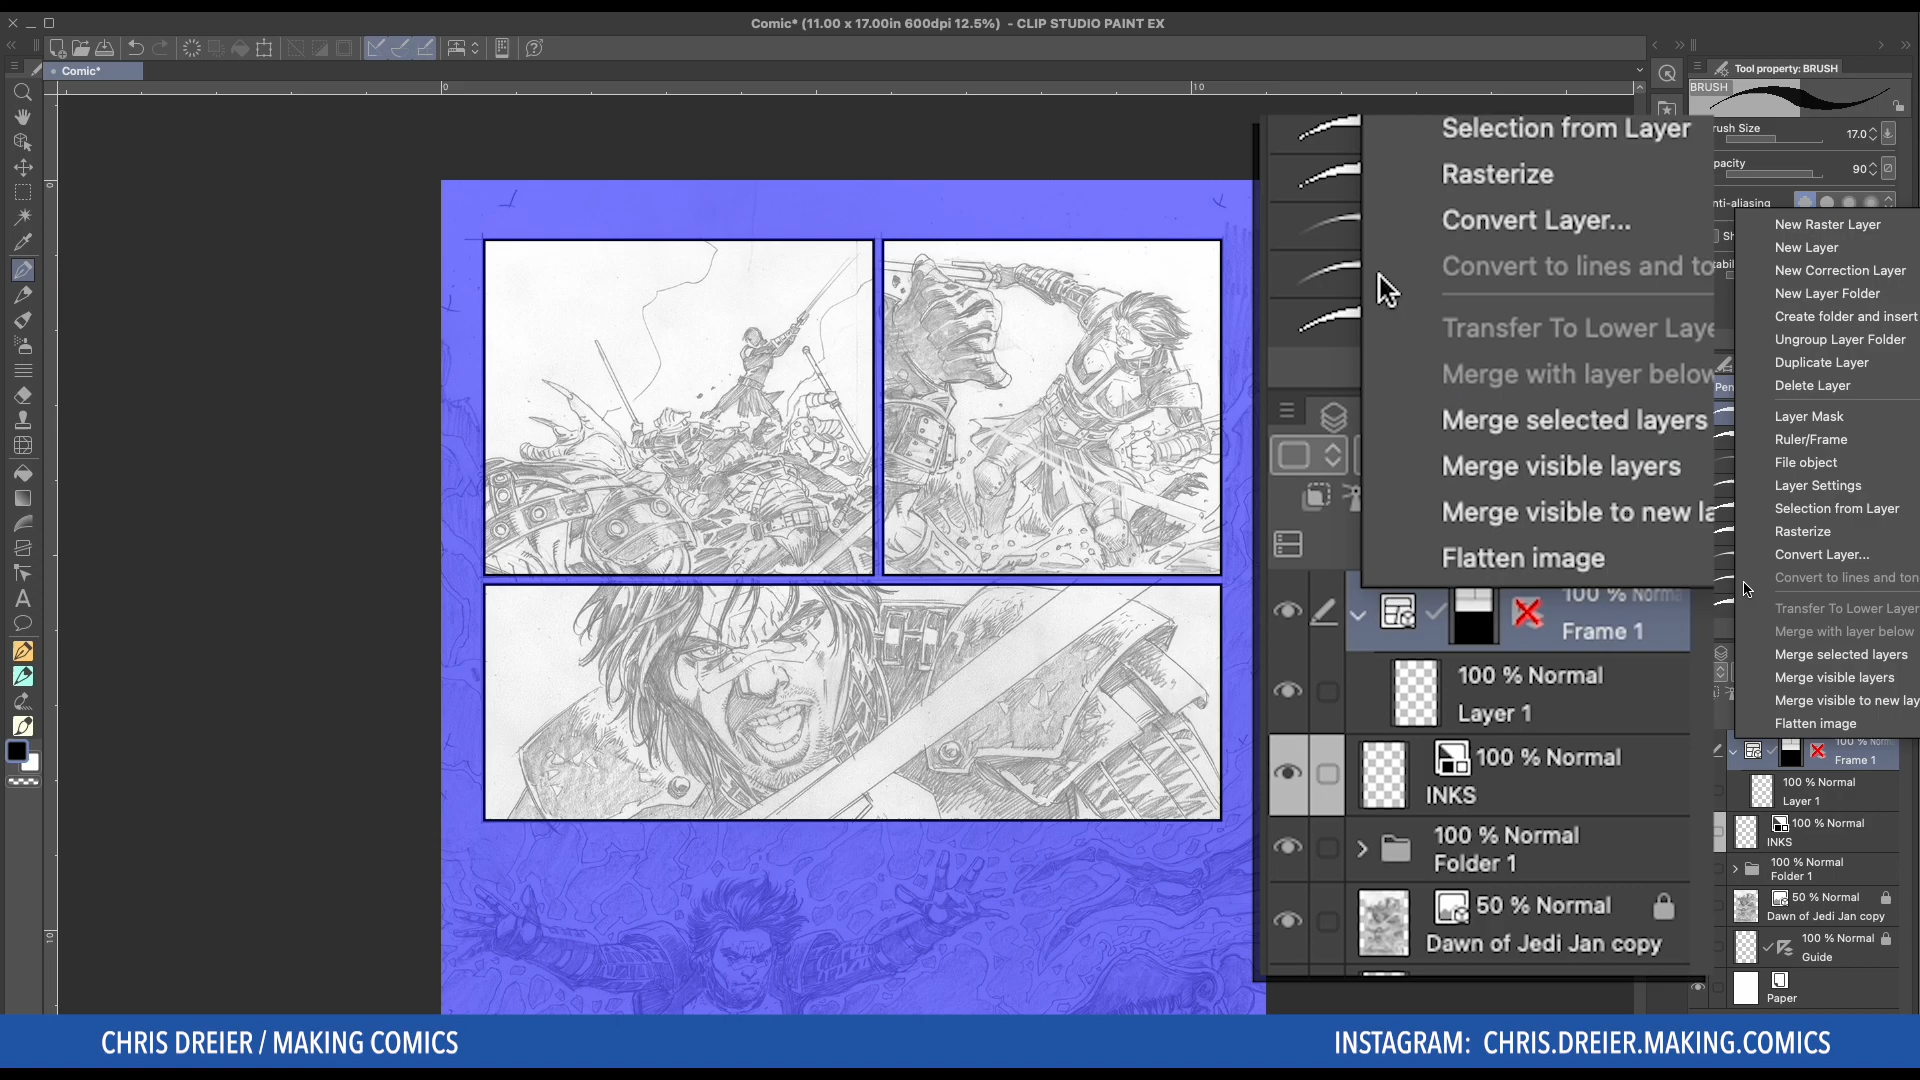 Comic* (11.00 x 17.00in 600dpi 12.5%) - CLIP STUDIO PAINT EX
Comic*
Tool property: BRUSH
BRUSH
0
10
0
10
rush Size
17.0
pacity
90
nti-aliasing
Pen
Selection from Layer
Rasterize
Convert Layer...
Convert to lines and to
Transfer To Lower Laye
Merge with layer below
Merge selected layers
Merge visible layers
Merge visible to new la
Flatten image
100 % Norma
Frame 1
100 % Normal
Layer 1
100 % Normal
INKS
100 % Normal
Folder 1
50 % Normal
Dawn of Jedi Jan copy
New Raster Layer
New Layer
New Correction Layer
New Layer Folder
Create folder and insert
Ungroup Layer Folder
Duplicate Layer
Delete Layer
Layer Mask
Ruler/Frame
File object
Layer Settings
Selection from Layer
Rasterize
Convert Layer...
Convert to lines and ton
Transfer To Lower Layer
Merge with layer below
Merge selected layers
Merge visible layers
Merge visible to new lay
Flatten image
100 % Norm
Frame 1
100 % Normal
Layer 1
100 % Normal
INKS
100 % Normal
Folder 1
50 % Normal
Dawn of Jedi Jan copy
100 % Normal
Guide
Paper
CHRIS DREIER / MAKING COMICS
INSTAGRAM: CHRIS.DREIER.MAKING.COMICS